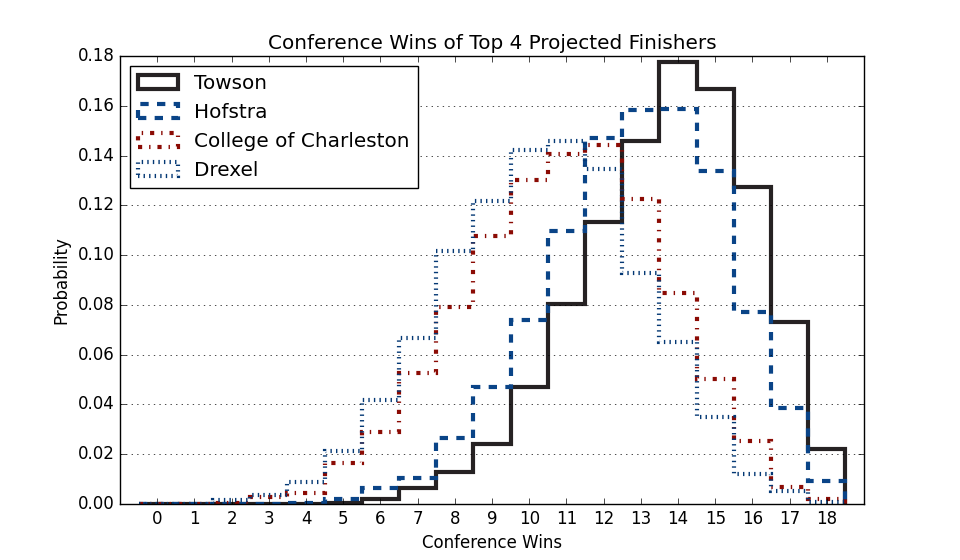 Conference Wins of Top 4 Projected Finishers
Towson
Hofstra
College of Charleston
Drexel
Probability
0.18
0.16
0.14
0.12
0.10
0.08
0.06
0.04
0.02
0.00
0 1 2 3 4 5 6 7 8 9 10 11 12 13 14 15 16 17 18
Conference Wins